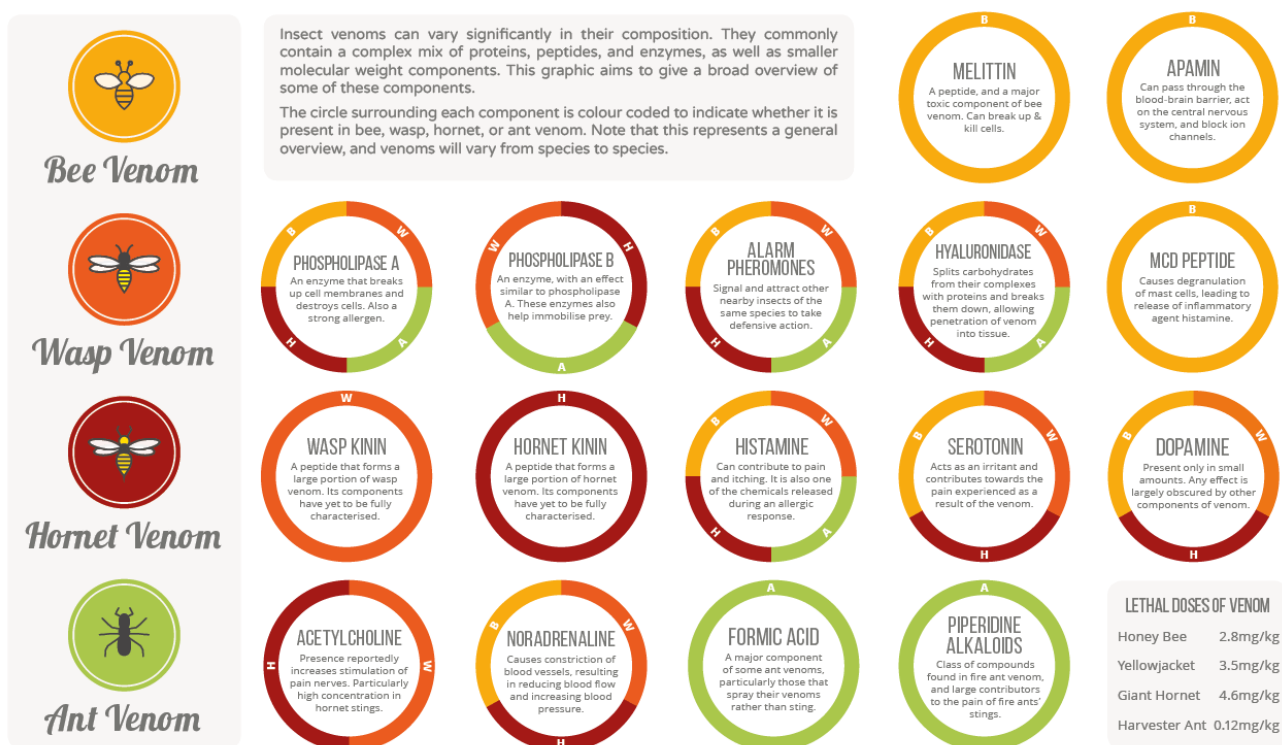 Insect venoms can vary significantly in their composition. They commonly
contain a complex mix of proteins, peptides, and enzymes, as well as smaller
molecular weight components. This graphic aims to give a broad overview of
some of these components.
The circle surrounding each component is colour coded to indicate whether it is
present in bee, wasp, hornet, or ant venom. Note that this represents a general
overview, and venoms will vary from species to species.
B
MELITTIN
A peptide, and a major
toxic component of bee
venom. Can break up &
kill cells.
B
APAMIN
Can pass through the
blood-brain barrier, act
on the central nervous
system, and block ion
channels.
Bee Venom
B
W
PHOSPHOLIPASE A
An enzyme that breaks
up cell membranes and
destroys cells. Also a
strong allergen.
H
A
W
H
PHOSPHOLIPASE B
An enzyme, with an effect
similar to phospholipase
A. These enzymes also
help immobilise prey.
A
B
W
ALARM
PHEROMONES
Signal and attract other
nearby insects of the
same species to take
defensive action.
H
A
B
W
HYALURONIDASE
Splits carbohydrates
from their complexes
with proteins and breaks
them down, allowing
penetration of venom
into tissue.
H
A
B
MCD PEPTIDE
Causes degranulation
of mast cells, leading to
release of inflammatory
agent histamine.
Wasp Venom
W
WASP KININ
A peptide that forms a
large portion of wasp
venom. Its components
have yet to be fully
characterised.
H
HORNET KININ
A peptide that forms a
large portion of hornet
venom. Its components
have yet to be fully
characterised.
B
W
HISTAMINE
Can contribute to pain
and itching. It is also one
of the chemicals released
during an allergic
response.
H
A
B
W
SEROTONIN
Acts as an irritant and
contributes towards the
pain experienced as a
result of the venom.
H
B
W
DOPAMINE
Present only in small
amounts. Any effect is
largely obscured by other
components of venom.
H
Hornet Venom
H
W
ACETYLCHOLINE
Presence reportedly
increases stimulation of
pain nerves. Particularly
high concentration in
hornet stings.
B
W
NORADRENALINE
Causes constriction of
blood vessels, resulting
in reducing blood flow
and increasing blood
pressure.
H
A
FORMIC ACID
A major component
of some ant venoms,
particularly those that
spray their venoms
rather than sting.
A
PIPERIDINE
ALKALOIDS
Class of compounds
found in fire ant venom,
and large contributors
to the pain of fire ants'
stings.
LETHAL DOSES OF VENOM
Honey Bee 2.8mg/kg
Yellowjacket 3.5mg/kg
Giant Hornet 4.6mg/kg
Harvester Ant 0.12mg/kg
Ant Venom